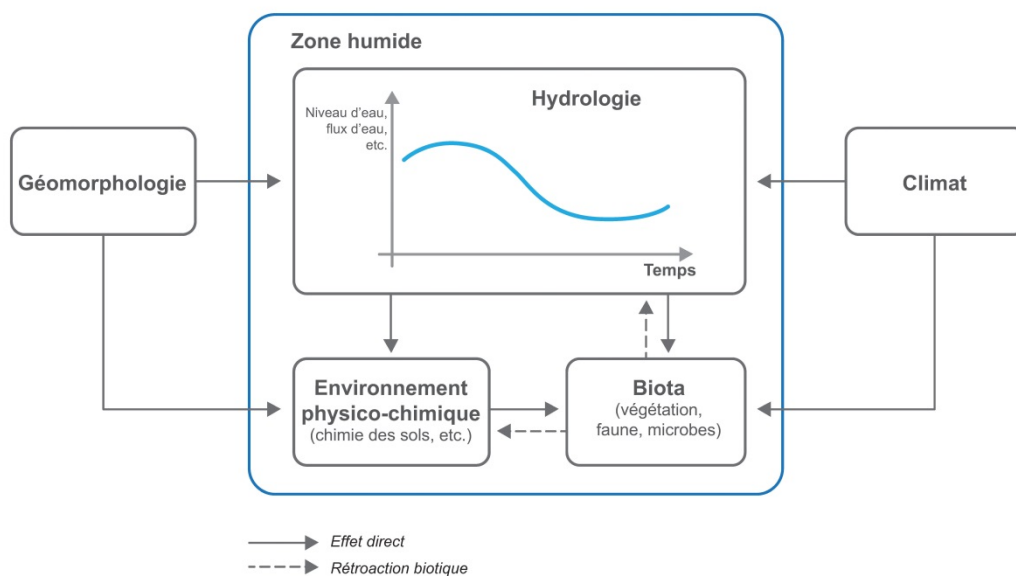 Zone humide
Hydrologie
Niveau d'eau,
flux d'eau,
etc.
Temps
Géomorphologie
Climat
Environnement
physico-chimique
(chimie des sols, etc.)
Biota
(végétation,
faune, microbes)
Effet direct
Rétroaction biotique